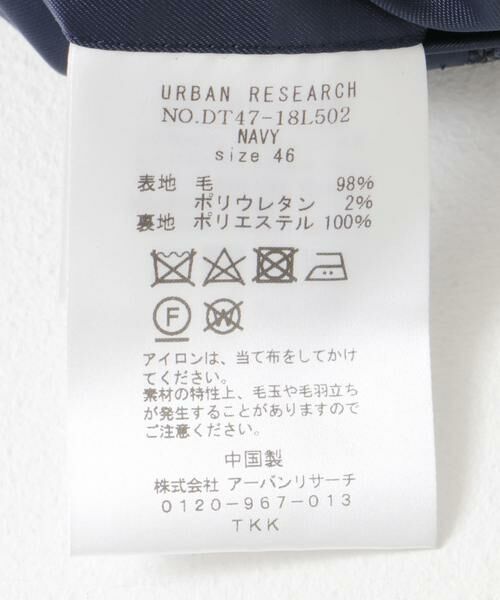 URBAN RESEARCH
NO.DT47-18L502
NAVY
size 46
表地 毛 98%
ポリウレタン 2%
裏地 ポリエステル 100%
F
W
アイロンは、当て布をしてかけ
てください。
素材の特性上、毛玉や毛羽立ち
が発生することがありますので
ご注意ください。
中国製
株式会社 アーバンリサーチ
0120-967-013
TKK